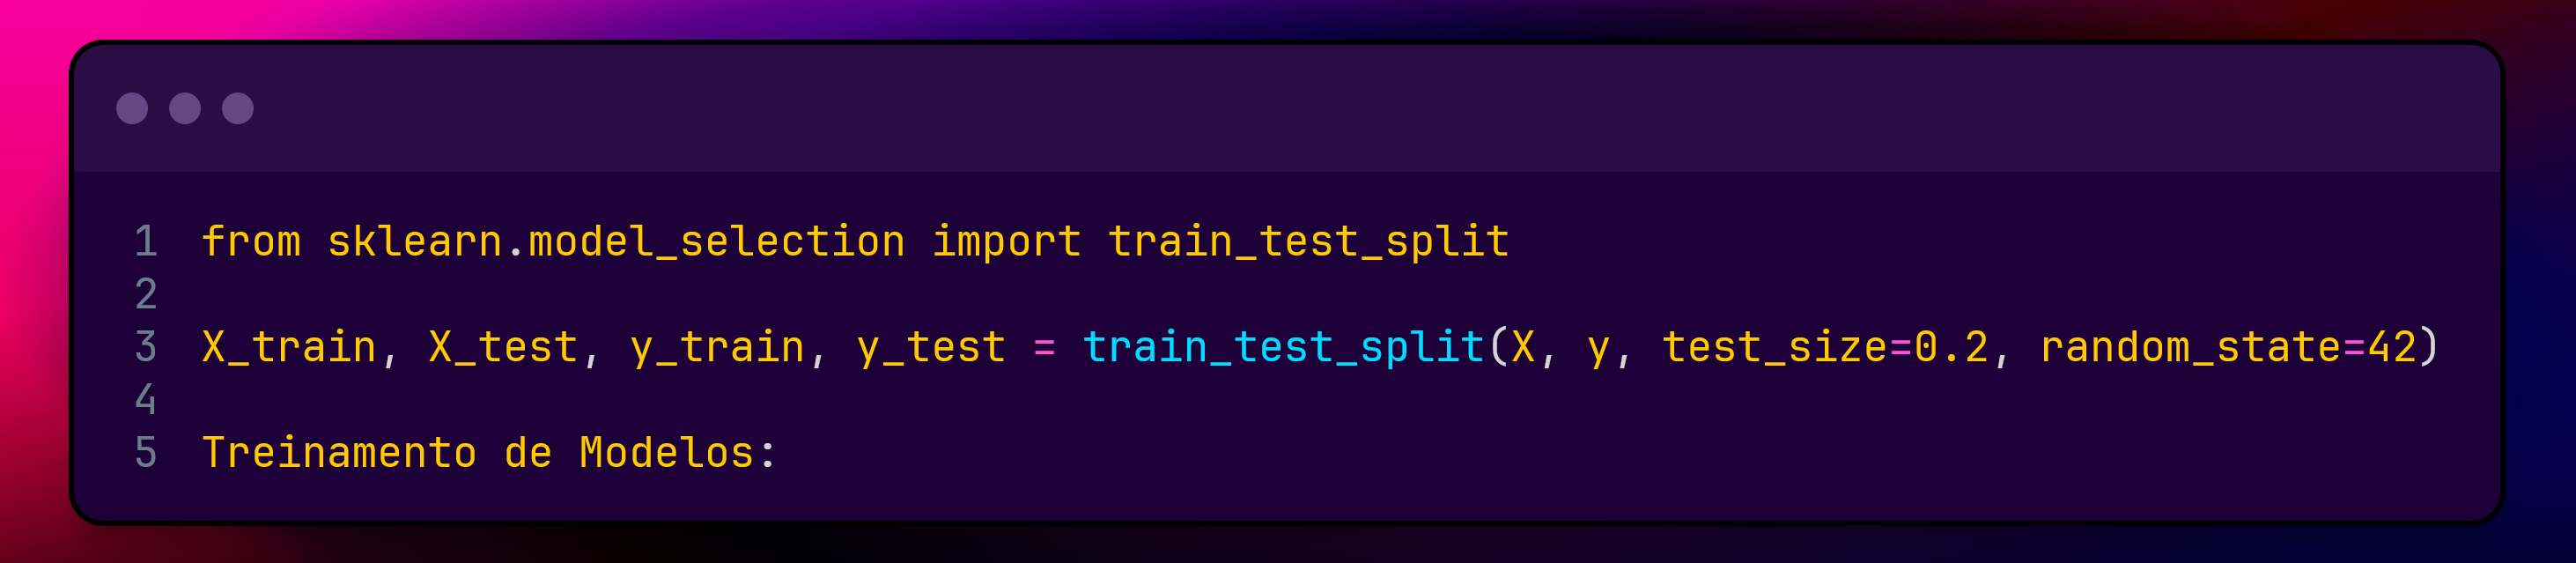 1 from sklearn.model_selection import train_test_split
2
3 X_train, X_test, y_train, y_test = train_test_split(X, y, test_size=0.2, random_state=42)
4
5 Treinamento de Modelos: